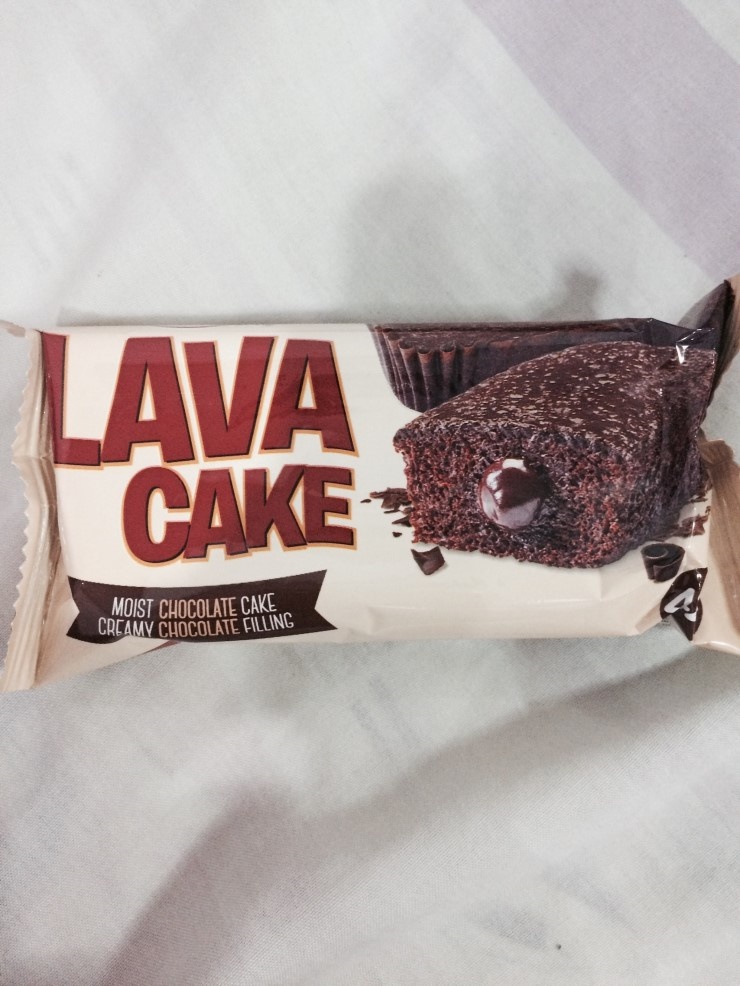 LAVA
CAKE
MOIST CHOCOLATE CAKE
CREAMY CHOCOLATE FILLING